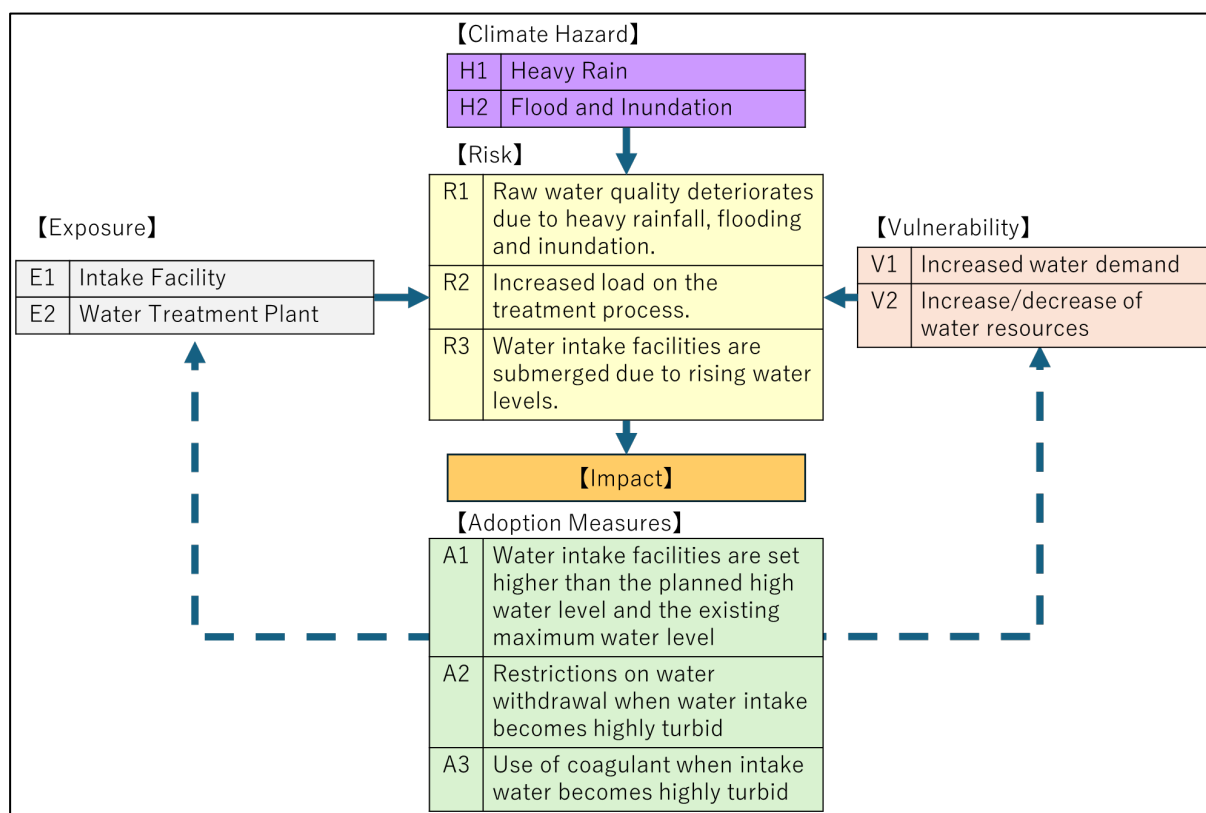 【Climate Hazard】
H1 Heavy Rain
H2 Flood and Inundation
【Risk】
R1 Raw water quality deteriorates
due to heavy rainfall, flooding
and inundation.
R2 Increased load on the
treatment process.
R3 Water intake facilities are
submerged due to rising water
levels.
【Exposure】
E1 Intake Facility
E2 Water Treatment Plant
【Vulnerability】
V1 Increased water demand
V2 Increase/decrease of
water resources
【Impact】
【Adoption Measures】
A1 Water intake facilities are set
higher than the planned high
water level and the existing
maximum water level
A2 Restrictions on water
withdrawal when water intake
becomes highly turbid
A3 Use of coagulant when intake
water becomes highly turbid